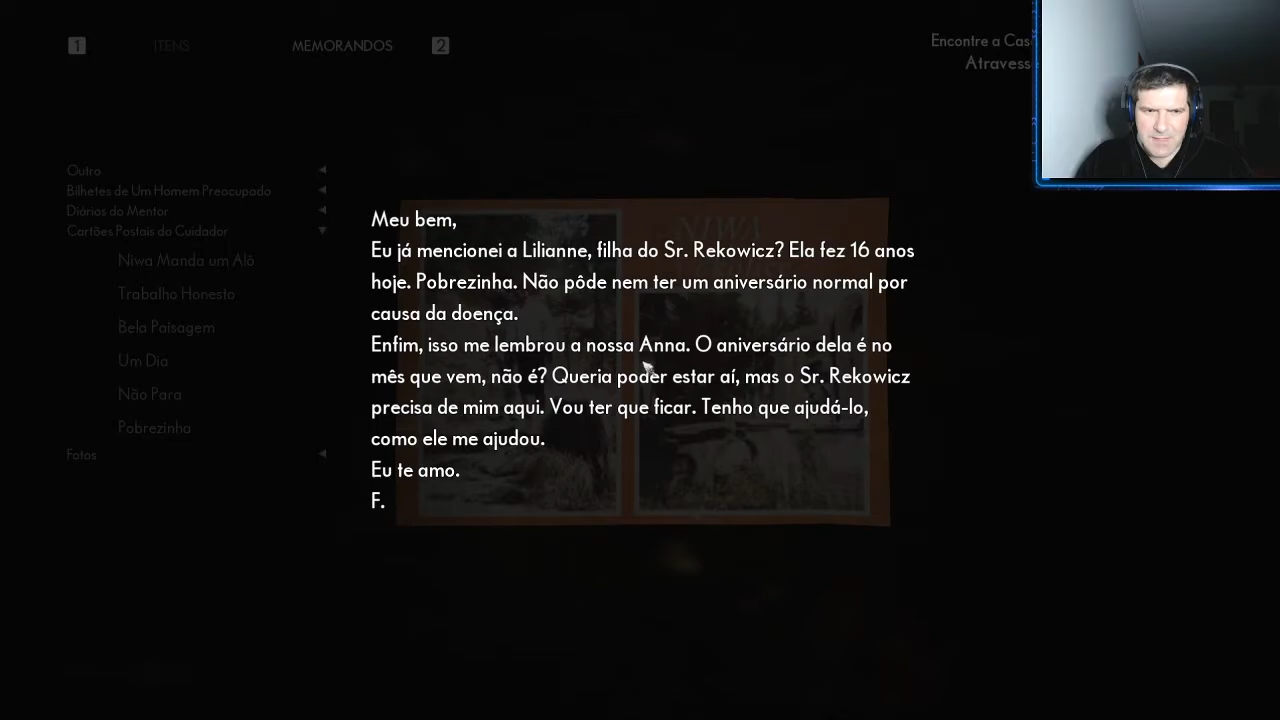 1 ITENS MEMORANDOS 2
Encontre a Cas
Atravess
Outro
Bilhetes de Um Homem Preocupado
Diários do Mentor
Cartões Postais do Cuidador
Niwa Manda um Alô
Trabalho Honesto
Bela Paisagem
Um Dia
Não Para
Pobrezinha
Fotos
NIWA
Meu bem,
Eu já mencionei a Lilianne, filha do Sr. Rekowicz? Ela fez 16 anos
hoje. Pobrezinha. Não pôde nem ter um aniversário normal por
causa da doença.
Enfim, isso me lembrou a nossa Anna. O aniversário dela é no
mês que vem, não é? Queria poder estar aí, mas o Sr. Rekowicz
precisa de mim aqui. Vou ter que ficar. Tenho que ajudá-lo,
como ele me ajudou.
Eu te amo.
F.